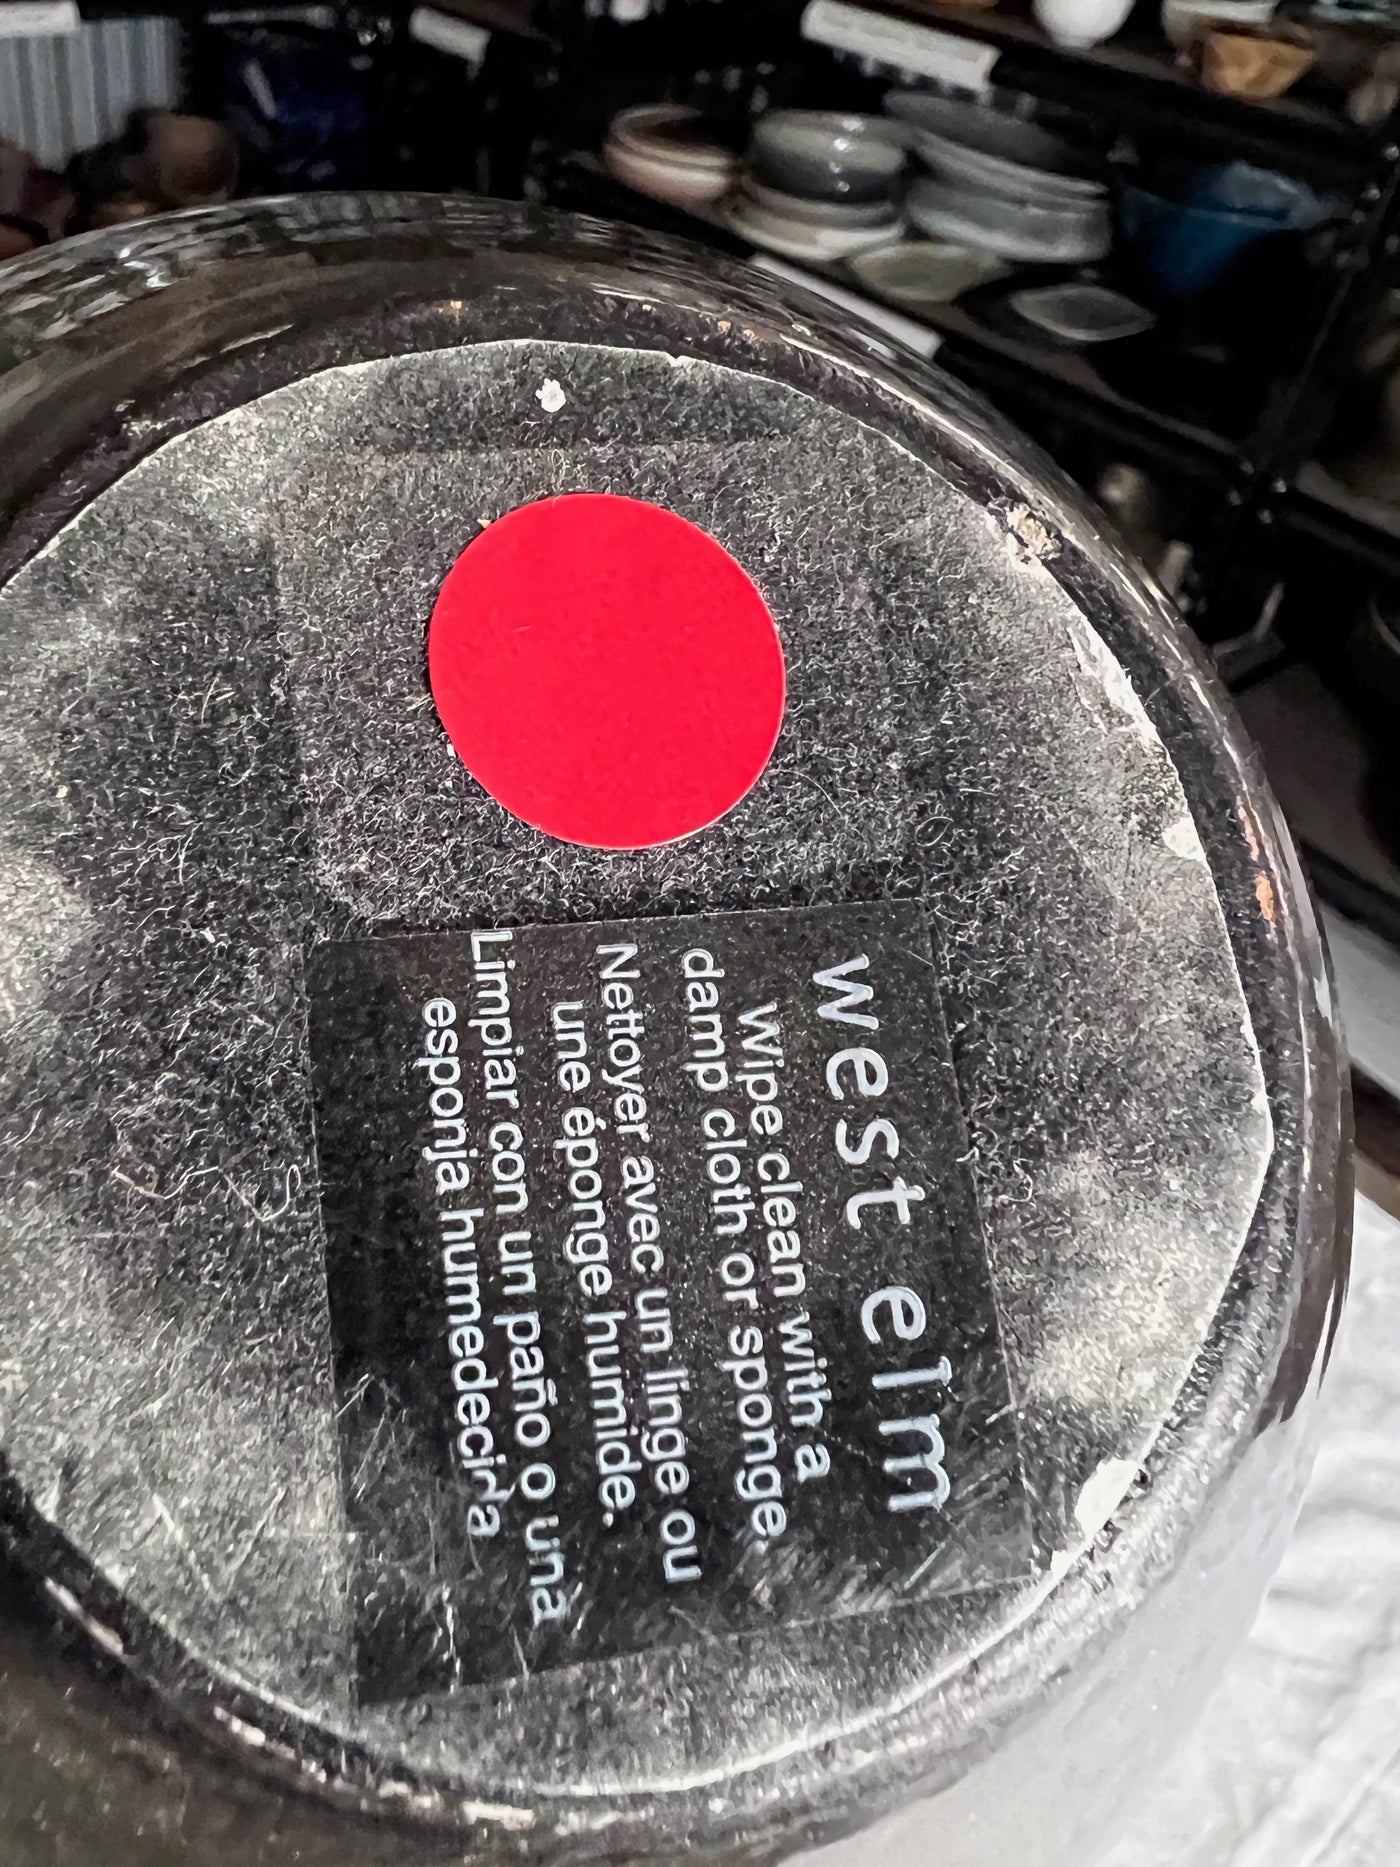 west elm
Wipe clean with a
damp cloth or sponge.
Nettoyer avec un linge ou
une éponge humide.
Limpiar con un paño o una
esponja humedecida